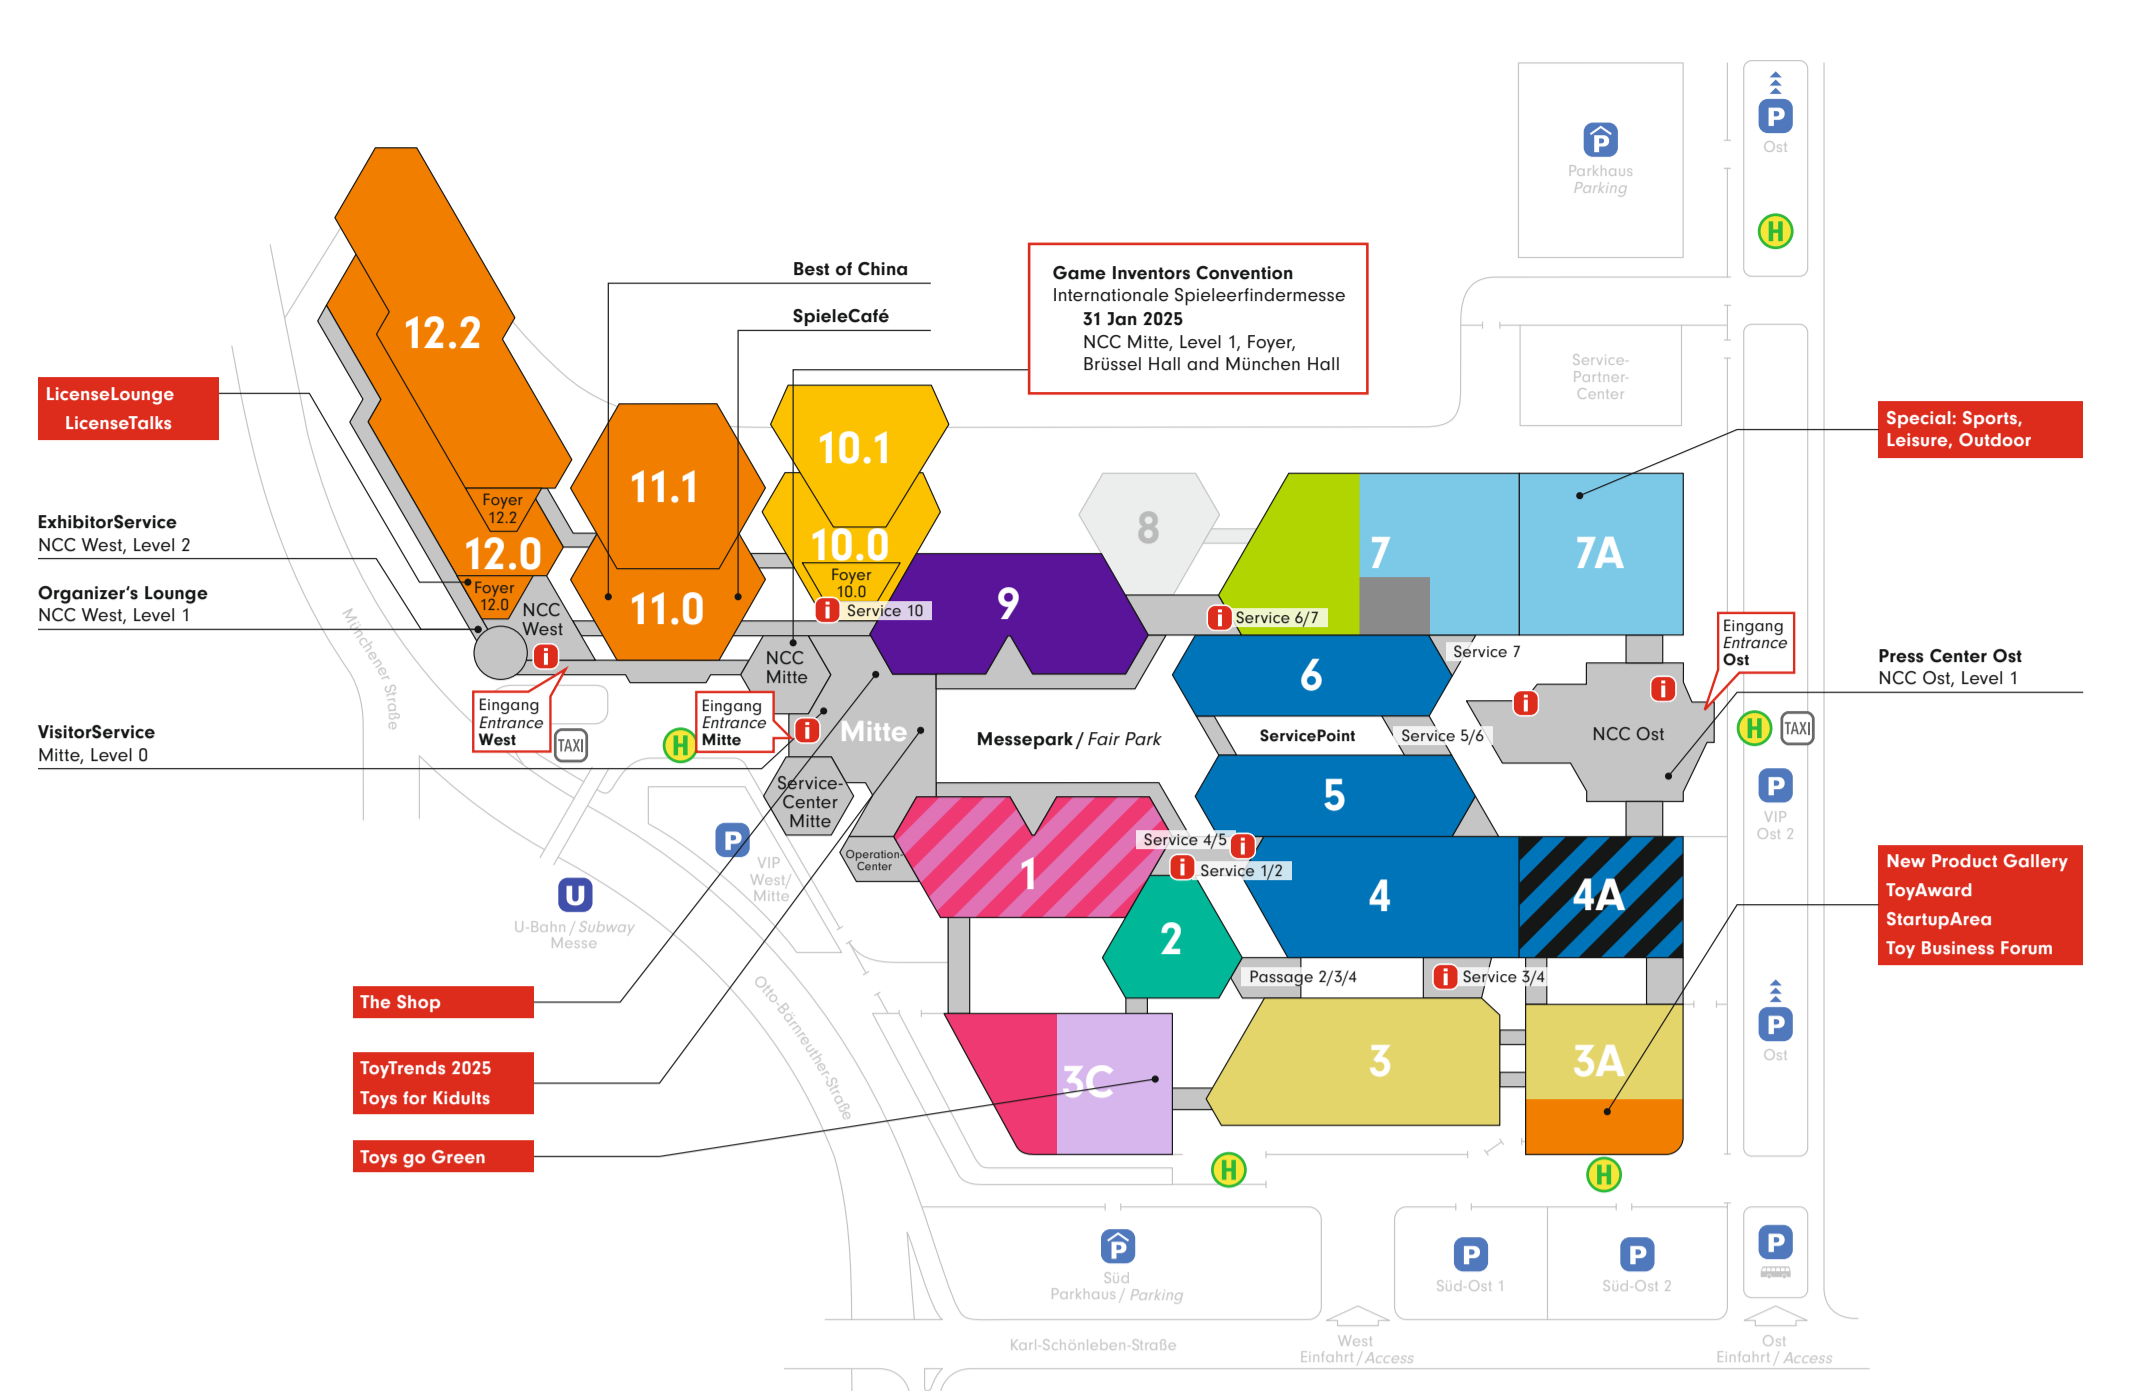 P
Ost
P
Parkhaus
Parking
H
12.2
Best of China
SpieleCafé
Game Inventors Convention
Internationale Spieleerfindermesse
31 Jan 2025
NCC Mitte, Level 1, Foyer,
Brüssel Hall and München Hall
Service-
Partner-
Center
LicenseLounge
LicenseTalks
Special: Sports,
Leisure, Outdoor
10.1
11.1
Foyer
12.2
ExhibitorService
NCC West, Level 2
12.0
10.0
8
7
7A
Foyer
10.0
Foyer
12.0
Organizer's Lounge
NCC West, Level 1
NCC
West
11.0
i Service 10
9
i Service 6/7
Eingang
Entrance
Ost
Münchener Straße
i
NCC
Mitte
6
Service 7
Press Center Ost
NCC Ost, Level 1
i
i
Eingang
Entrance
West
TAXI
H
Eingang
Entrance
Mitte
i
Mitte
Messepark / Fair Park
ServicePoint
Service 5/6
NCC Ost
H
TAXI
VisitorService
Mitte, Level 0
Service-
Center
Mitte
5
P
VIP
Ost 2
P
VIP
West/
Mitte
Operation-
Center
1
Service 4/5 i
i Service 1/2
4
4A
New Product Gallery
ToyAward
StartupArea
Toy Business Forum
U
U-Bahn / Subway
Messe
2
Passage 2/3/4
i Service 3/4
The Shop
Otto-Bärnreuther-Straße
P
Ost
ToyTrends 2025
Toys for Kidults
3C
3
3A
Toys go Green
H
H
P
Süd
Parkhaus / Parking
P
Süd-Ost 1
P
Süd-Ost 2
P
Karl-Schönleben-Straße
West
Einfahrt / Access
Ost
Einfahrt / Access